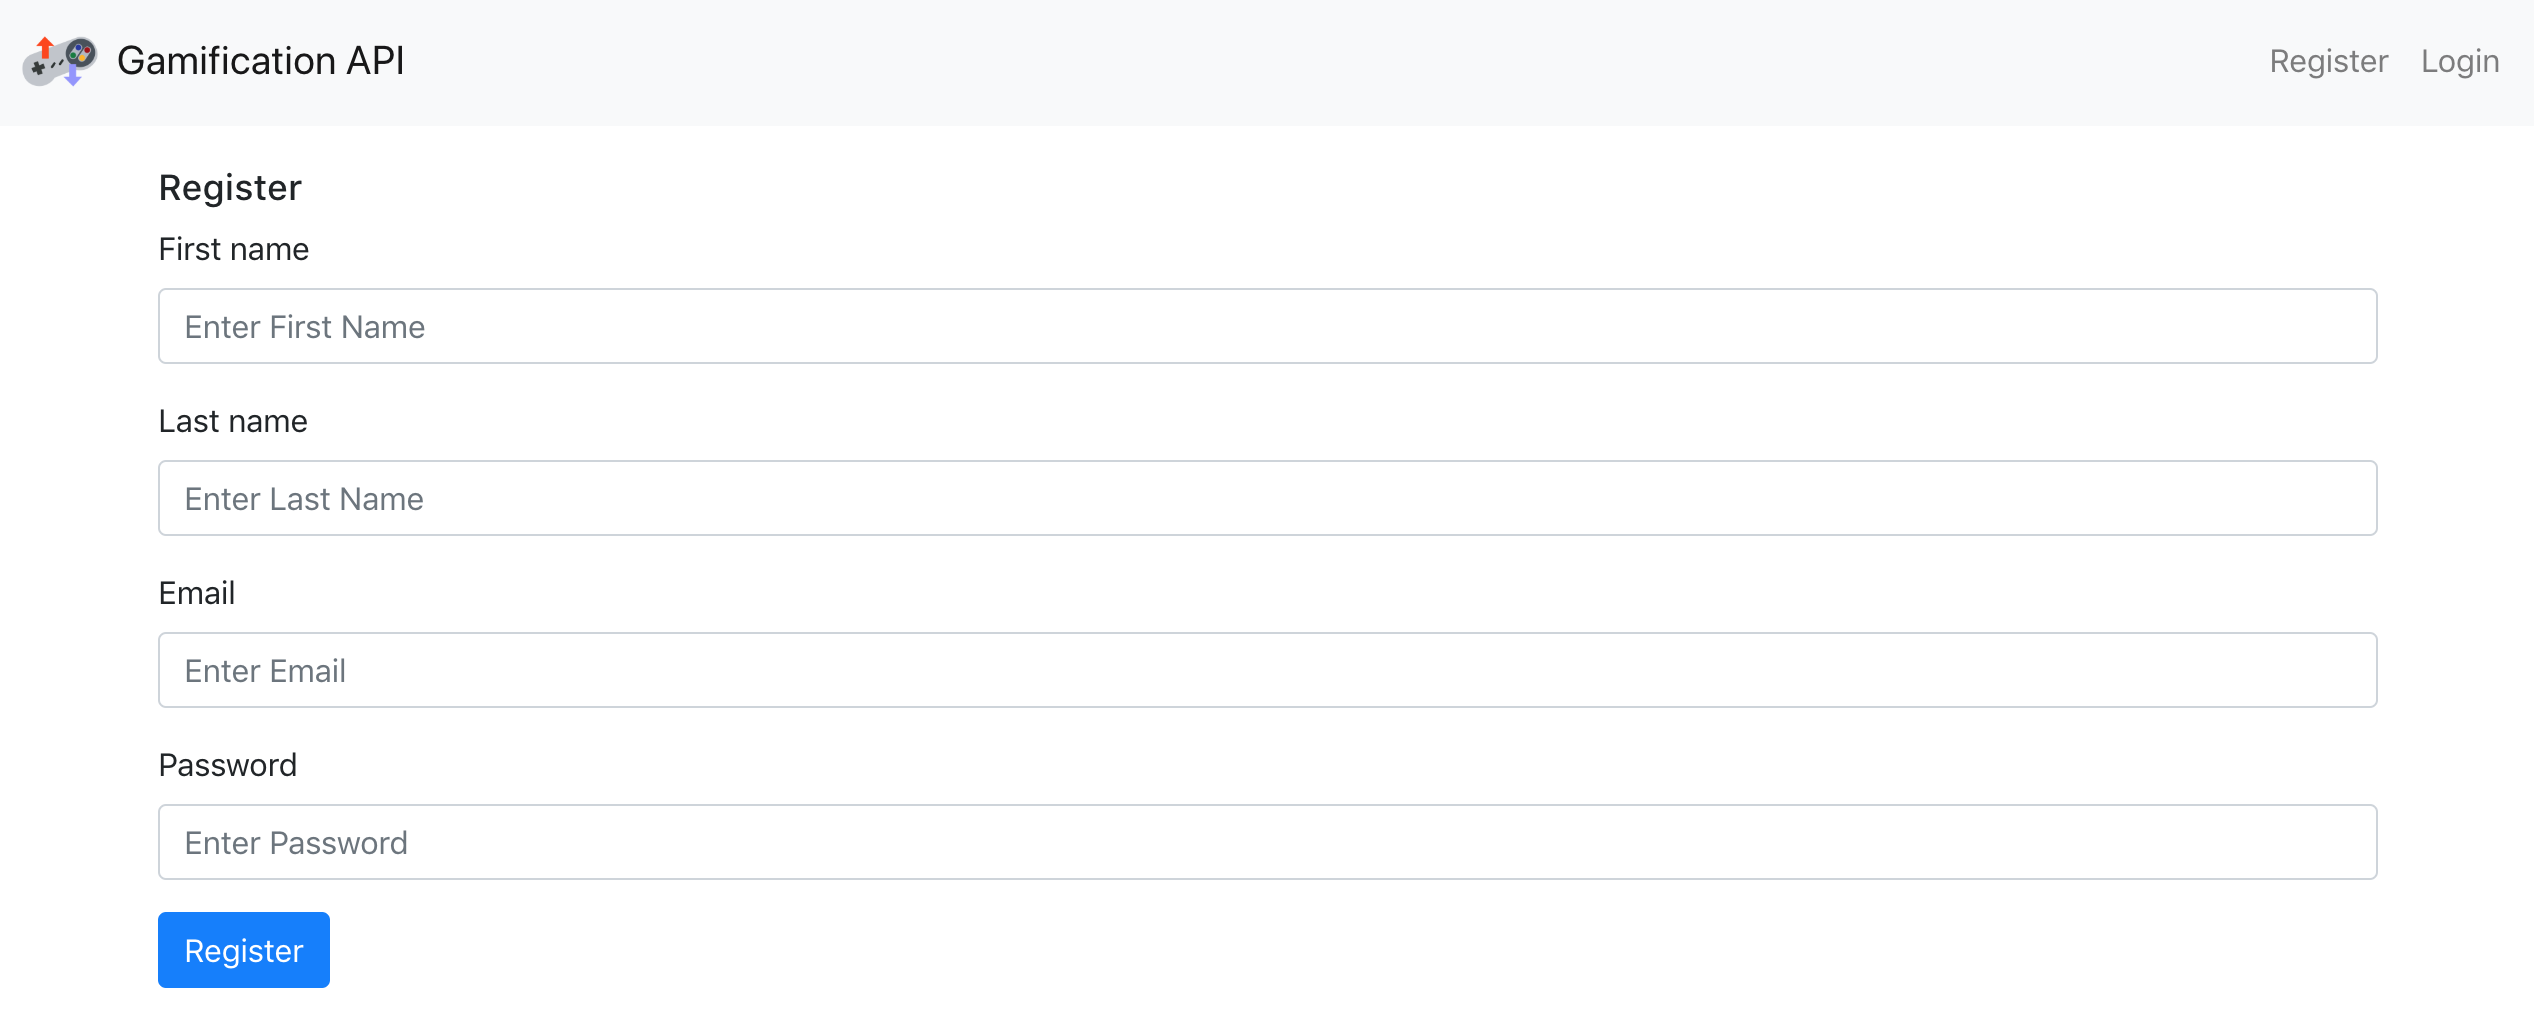 Gamification API
Register Login
Register
First name
Enter First Name
Last name
Enter Last Name
Email
Enter Email
Password
Enter Password
Register